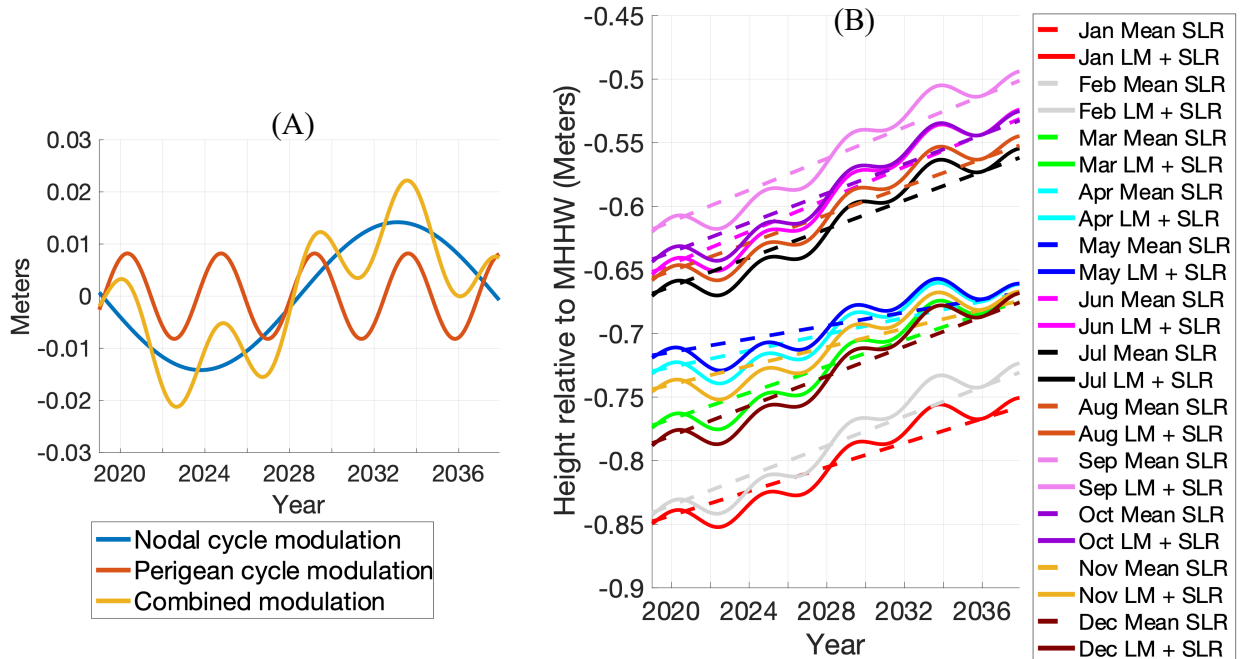 (A)
0.03
0.02
0.01
0
-0.01
-0.02
-0.03
Meters
2020 2024 2028 2032 2036
Year
Nodal cycle modulation
Perigean cycle modulation
Combined modulation
(B)
-0.45
-0.5
-0.55
-0.6
-0.65
-0.7
-0.75
-0.8
-0.85
-0.9
Height relative to MHHW (Meters)
2020 2024 2028 2032 2036
Year
Jan Mean SLR
Jan LM + SLR
Feb Mean SLR
Feb LM + SLR
Mar Mean SLR
Mar LM + SLR
Apr Mean SLR
Apr LM + SLR
May Mean SLR
May LM + SLR
Jun Mean SLR
Jun LM + SLR
Jul Mean SLR
Jul LM + SLR
Aug Mean SLR
Aug LM + SLR
Sep Mean SLR
Sep LM + SLR
Oct Mean SLR
Oct LM + SLR
Nov Mean SLR
Nov LM + SLR
Dec Mean SLR
Dec LM + SLR